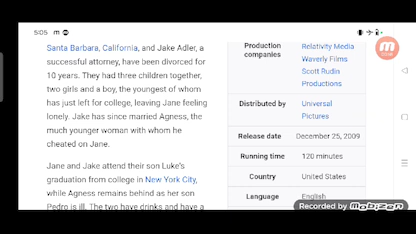 5:05
Santa Barbara, California, and Jake Adler, a
successful attorney, have been divorced for
10 years. They had three children together,
two girls and a boy, the youngest of whom
has just left for college, leaving Jane feeling
lonely. Jake has since married Agness, the
much younger woman with whom he
cheated on Jane.
Jane and Jake attend their son Luke's
graduation from college in New York City,
while Agness remains behind as her son
Pedro is ill. The two have drinks and have a
Production
companies
Relativity Media
Waverly Films
Scott Rudin
Productions
Distributed by
Universal
Pictures
Release date
December 25, 2009
Running time
120 minutes
Country
United States
Language
English
Recorded by Mobizen